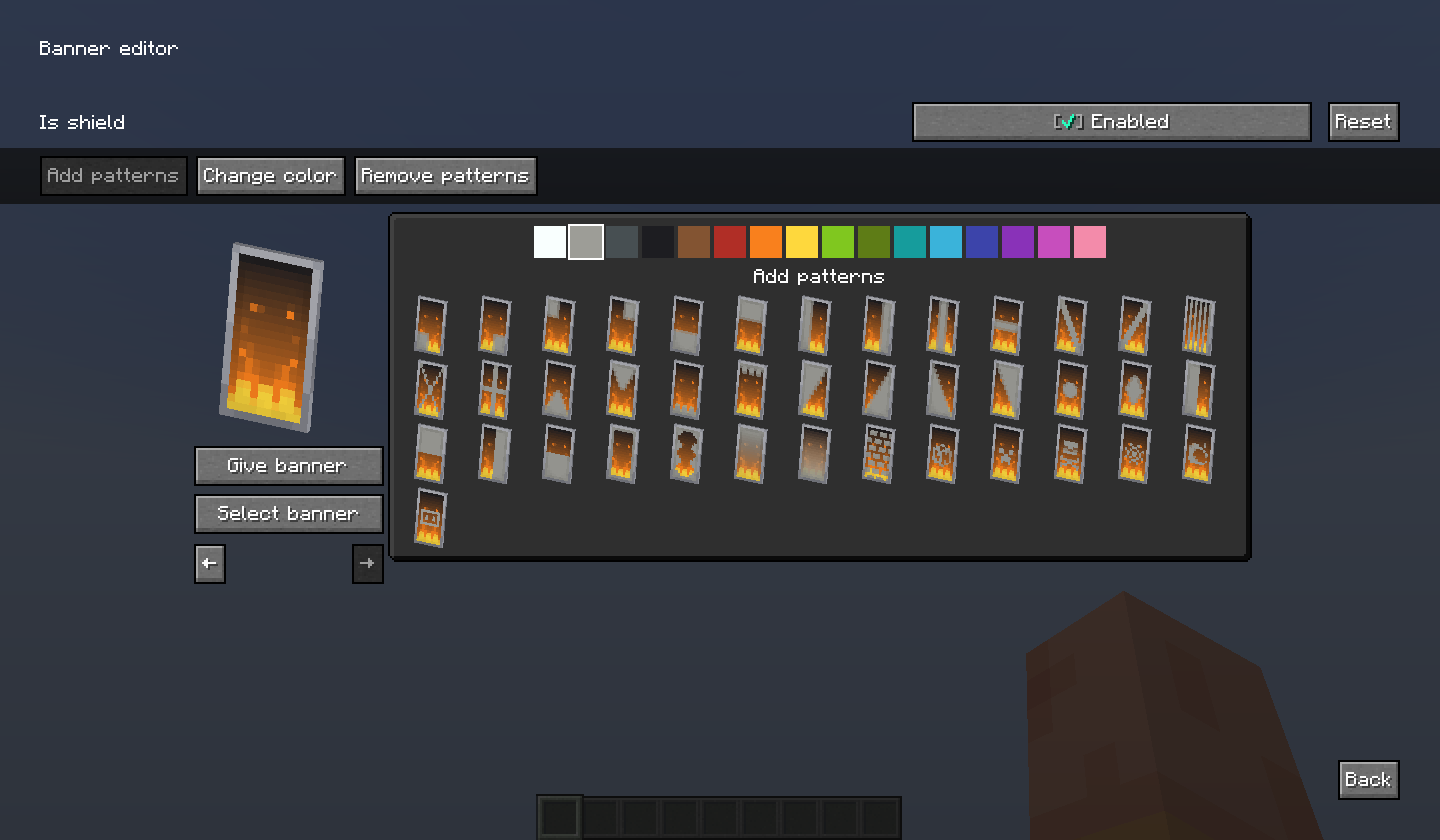 Banner editor
Is shield
[✓] Enabled
Reset
Add patterns
Change color
Remove patterns
Add patterns
Give banner
Select banner
←
→
Back